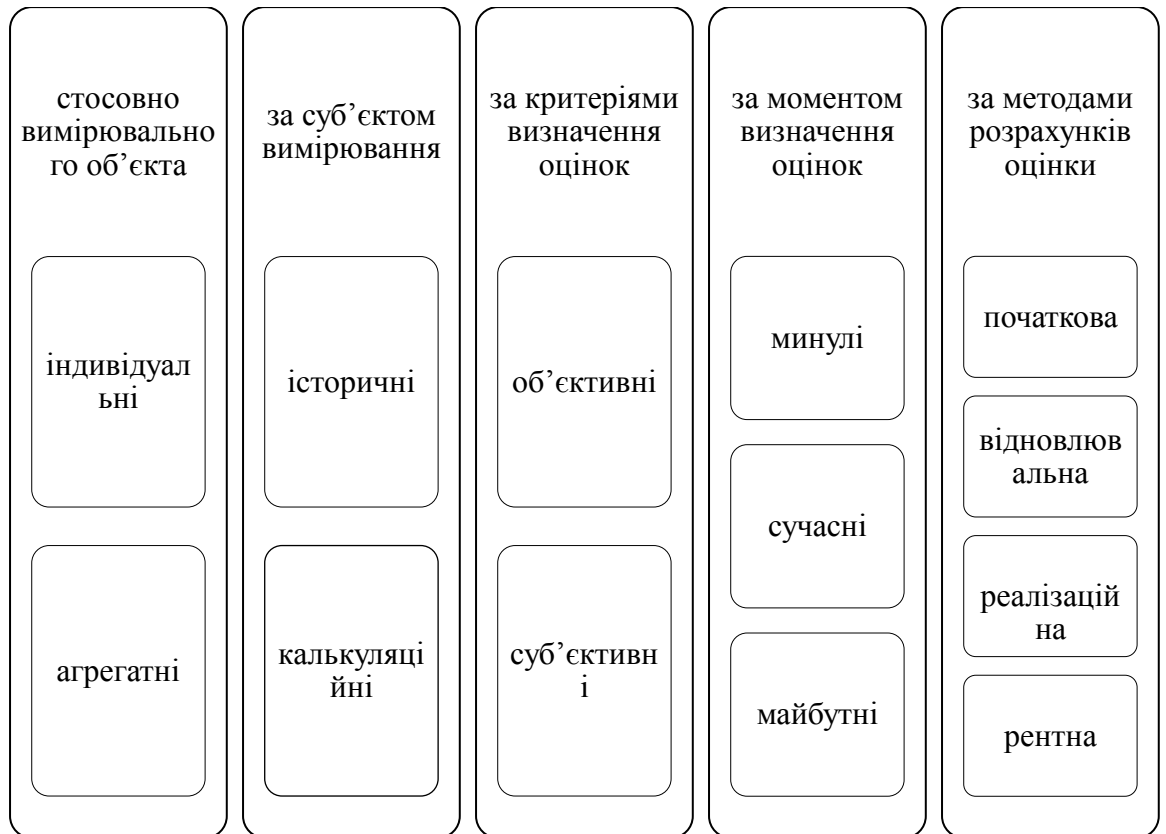 стосовно
вимірювально
го об’єкта
індивідуал
ьні
агрегатні
за суб’єктом
вимірювання
історичні
калькуляці
йні
за критеріями
визначення
оцінок
об’єктивні
суб’єктивн
і
за моментом
визначення
оцінок
минулі
сучасні
майбутні
за методами
розрахунків
оцінки
початкова
відновлюв
альна
реалізацій
на
рентна